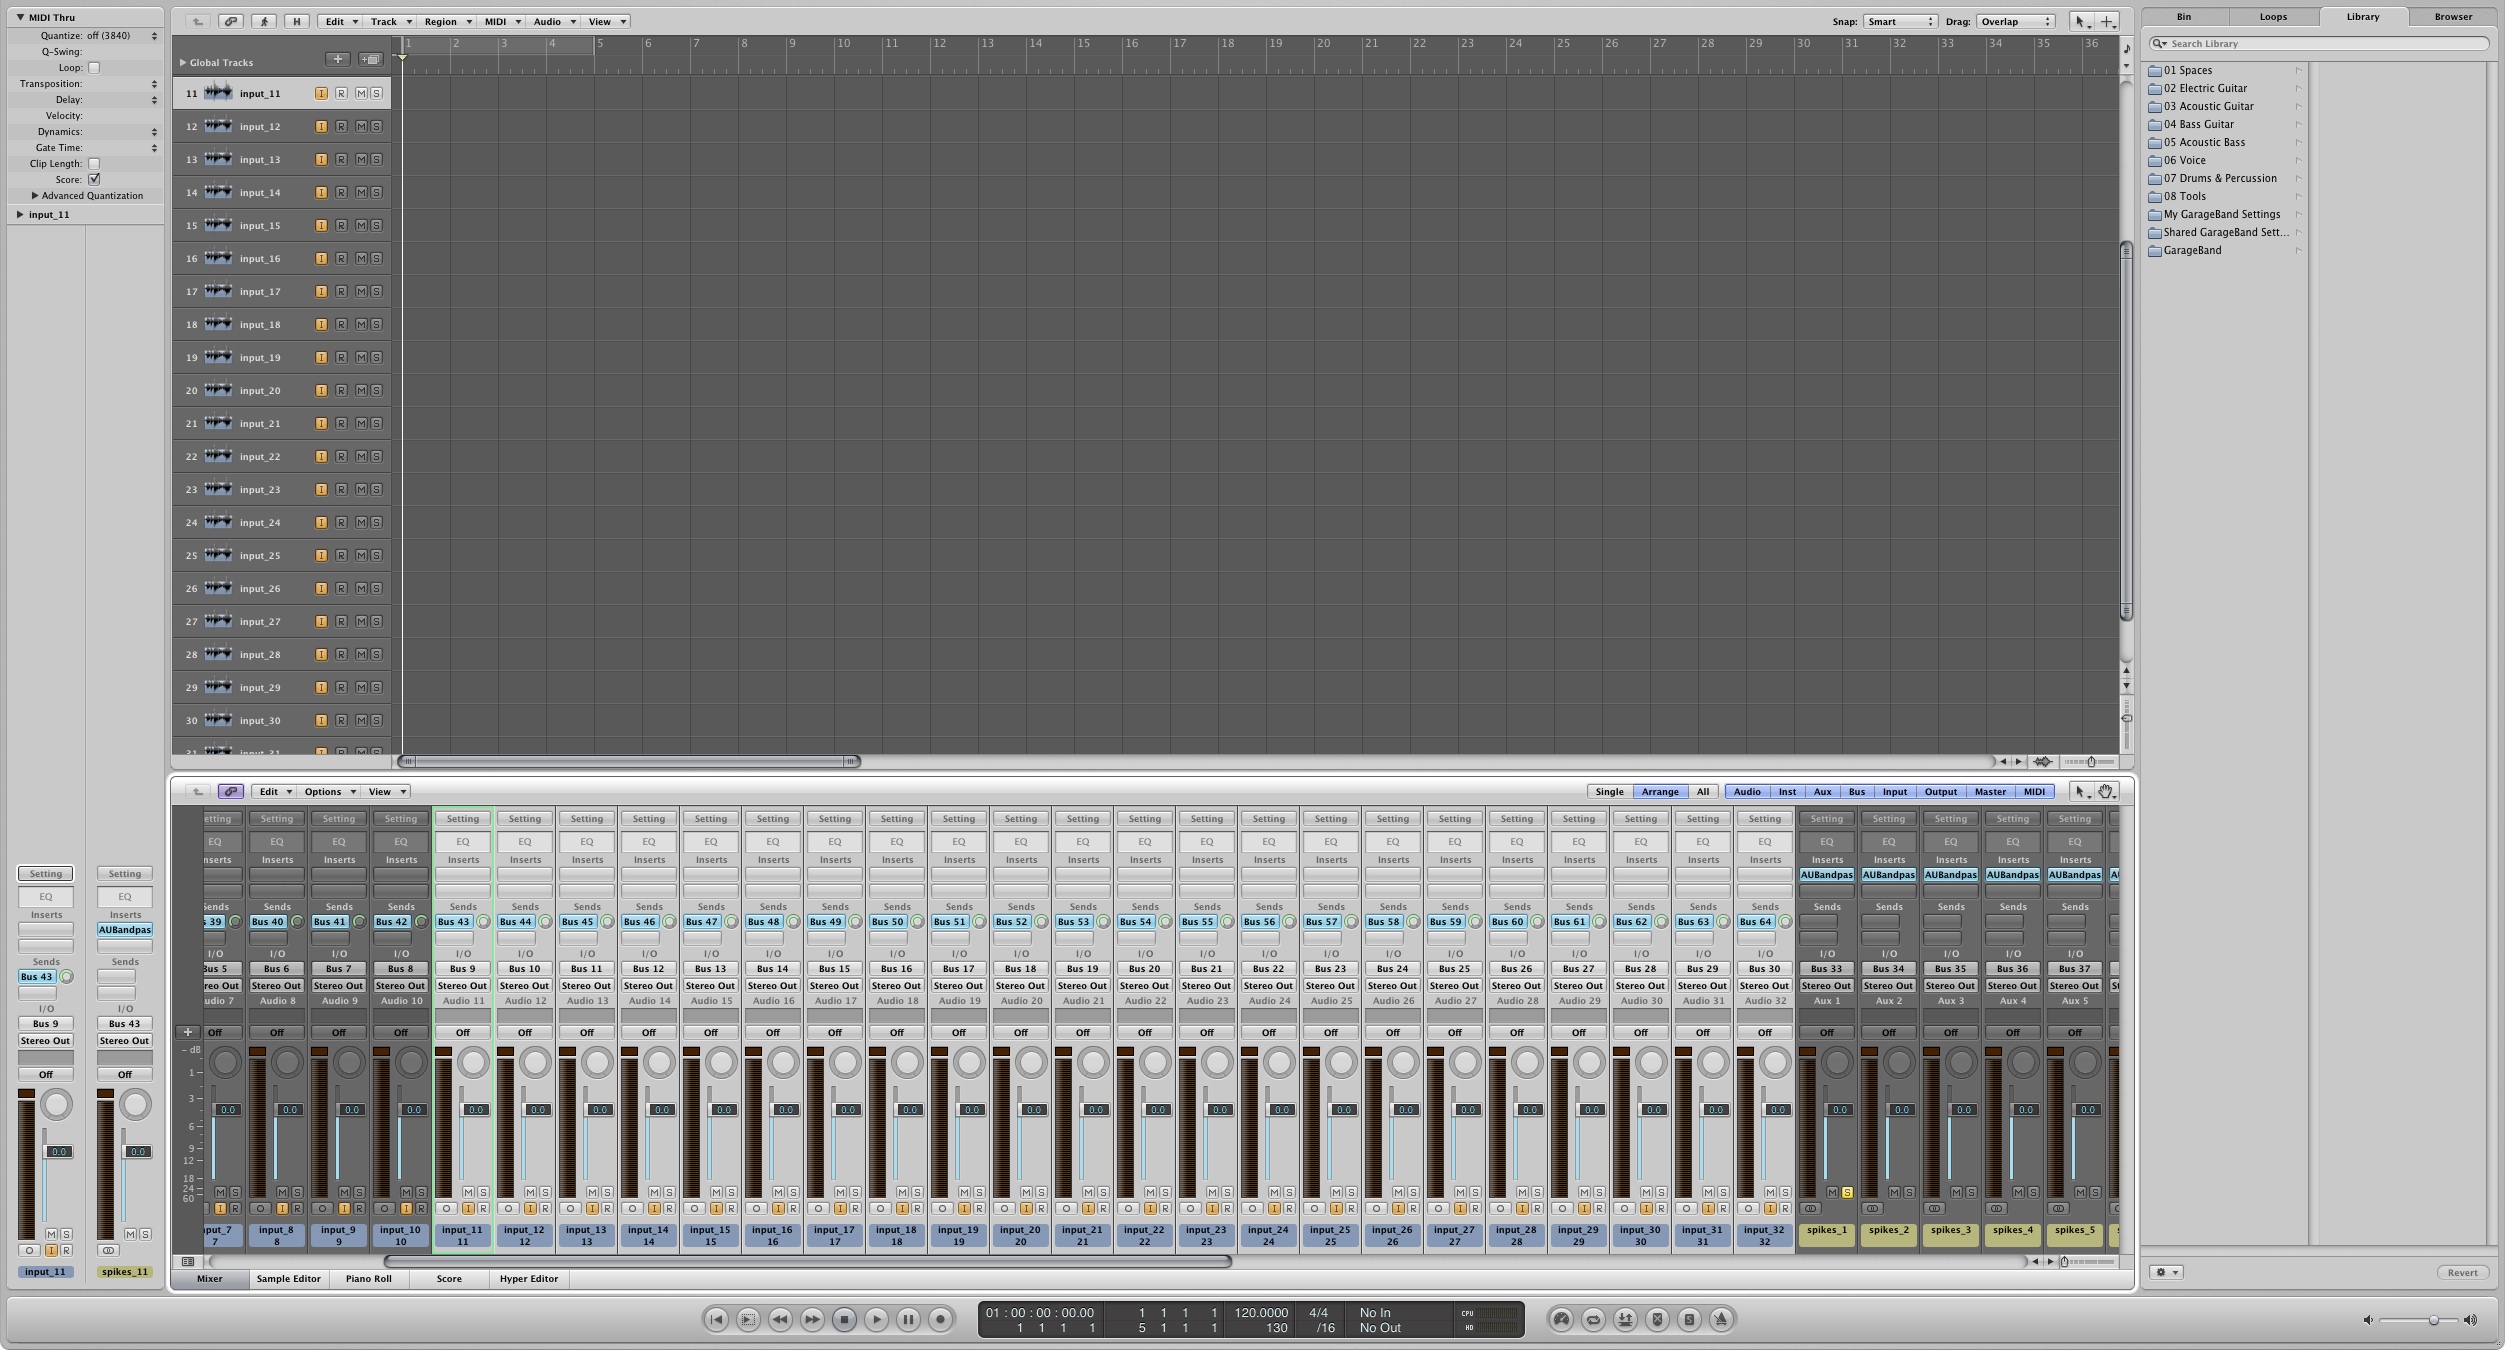 MIDI Thru
Quantize: off (3840)
Q-Swing:
Loop:
Transposition:
Delay:
Velocity:
Dynamics:
Gate Time:
Clip Length:
Score:
Advanced Quantization
input_11
Setting Setting
EQ EQ
Inserts Inserts
AUBandpas
Sends Sends
Bus 43
I/O I/O
Bus 9 Bus 43
Stereo Out Stereo Out
Off Off
0.0 0.0
M S M S
I R
input_11 spikes_11
H Edit Track Region MIDI Audio View Snap: Smart Drag: Overlap
1 2 3 4 5 6 7 8 9 10 11 12 13 14 15 16 17 18 19 20 21 22 23 24 25 26 27 28 29 30 31 32 33 34 35 36
Global Tracks
11 input_11 I R M S
12 input_12 I R M S
13 input_13 I R M S
14 input_14 I R M S
15 input_15 I R M S
16 input_16 I R M S
17 input_17 I R M S
18 input_18 I R M S
19 input_19 I R M S
20 input_20 I R M S
21 input_21 I R M S
22 input_22 I R M S
23 input_23 I R M S
24 input_24 I R M S
25 input_25 I R M S
26 input_26 I R M S
27 input_27 I R M S
28 input_28 I R M S
29 input_29 I R M S
30 input_30 I R M S
31 input_31 I R M S
Edit Options View Single Arrange All Audio Inst Aux Bus Input Output Master MIDI
etting Setting Setting Setting Setting Setting Setting Setting Setting Setting Setting Setting Setting Setting Setting Setting Setting Setting Setting Setting Setting Setting Setting Setting Setting Setting Setting Setting Setting Setting Setting
EQ EQ EQ EQ EQ EQ EQ EQ EQ EQ EQ EQ EQ EQ EQ EQ EQ EQ EQ EQ EQ EQ EQ EQ EQ EQ EQ EQ EQ EQ EQ
nserts Inserts Inserts Inserts Inserts Inserts Inserts Inserts Inserts Inserts Inserts Inserts Inserts Inserts Inserts Inserts Inserts Inserts Inserts Inserts Inserts Inserts Inserts Inserts Inserts Inserts Inserts Inserts Inserts Inserts Inserts
AUBandpas AUBandpas AUBandpas AUBandpas AUBandpas
Sends Sends Sends Sends Sends Sends Sends Sends Sends Sends Sends Sends Sends Sends Sends Sends Sends Sends Sends Sends Sends Sends Sends Sends Sends Sends Sends Sends Sends Sends Sends
s 39 Bus 40 Bus 41 Bus 42 Bus 43 Bus 44 Bus 45 Bus 46 Bus 47 Bus 48 Bus 49 Bus 50 Bus 51 Bus 52 Bus 53 Bus 54 Bus 55 Bus 56 Bus 57 Bus 58 Bus 59 Bus 60 Bus 61 Bus 62 Bus 63 Bus 64
I/O I/O I/O I/O I/O I/O I/O I/O I/O I/O I/O I/O I/O I/O I/O I/O I/O I/O I/O I/O I/O I/O I/O I/O I/O I/O I/O I/O I/O I/O I/O
Bus 5 Bus 6 Bus 7 Bus 8 Bus 9 Bus 10 Bus 11 Bus 12 Bus 13 Bus 14 Bus 15 Bus 16 Bus 17 Bus 18 Bus 19 Bus 20 Bus 21 Bus 22 Bus 23 Bus 24 Bus 25 Bus 26 Bus 27 Bus 28 Bus 29 Bus 30 Bus 33 Bus 34 Bus 35 Bus 36 Bus 37
Stereo Out Stereo Out Stereo Out Stereo Out Stereo Out Stereo Out Stereo Out Stereo Out Stereo Out Stereo Out Stereo Out Stereo Out Stereo Out Stereo Out Stereo Out Stereo Out Stereo Out Stereo Out Stereo Out Stereo Out Stereo Out Stereo Out Stereo Out Stereo Out Stereo Out Stereo Out Stereo Out Stereo Out Stereo Out Stereo Out Stereo Out
udio 7 Audio 8 Audio 9 Audio 10 Audio 11 Audio 12 Audio 13 Audio 14 Audio 15 Audio 16 Audio 17 Audio 18 Audio 19 Audio 20 Audio 21 Audio 22 Audio 23 Audio 24 Audio 25 Audio 26 Audio 27 Audio 28 Audio 29 Audio 30 Audio 31 Audio 32 Aux 1 Aux 2 Aux 3 Aux 4 Aux 5
Off Off Off Off Off Off Off Off Off Off Off Off Off Off Off Off Off Off Off Off Off Off Off Off Off Off Off Off Off Off Off
- dB
1
3
0.0 0.0 0.0 0.0 0.0 0.0 0.0 0.0 0.0 0.0 0.0 0.0 0.0 0.0 0.0 0.0 0.0 0.0 0.0 0.0 0.0 0.0 0.0 0.0 0.0 0.0 0.0 0.0 0.0 0.0 0.0
6
9
12
18
24
60
M S M S M S M S M S M S M S M S M S M S M S M S M S M S M S M S M S M S M S M S M S M S M S M S M S M S M S M S M S M S M S
I R I R I R I R I R I R I R I R I R I R I R I R I R I R I R I R I R I R I R I R I R I R I R I R I R I R
put_7 input_8 input_9 input_10 input_11 input_12 input_13 input_14 input_15 input_16 input_17 input_18 input_19 input_20 input_21 input_22 input_23 input_24 input_25 input_26 input_27 input_28 input_29 input_30 input_31 input_32 spikes_1 spikes_2 spikes_3 spikes_4 spikes_5
7 8 9 10 11 12 13 14 15 16 17 18 19 20 21 22 23 24 25 26 27 28 29 30 31 32
Mixer Sample Editor Piano Roll Score Hyper Editor
01 : 00 : 00 : 00.00 1 1 1 1 120.0000 4/4 No In CPU
1 1 1 1 5 1 1 1 130 /16 No Out HD
Bin Loops Library Browser
Search Library
01 Spaces
02 Electric Guitar
03 Acoustic Guitar
04 Bass Guitar
05 Acoustic Bass
06 Voice
07 Drums & Percussion
08 Tools
My GarageBand Settings
Shared GarageBand Sett...
GarageBand
Revert